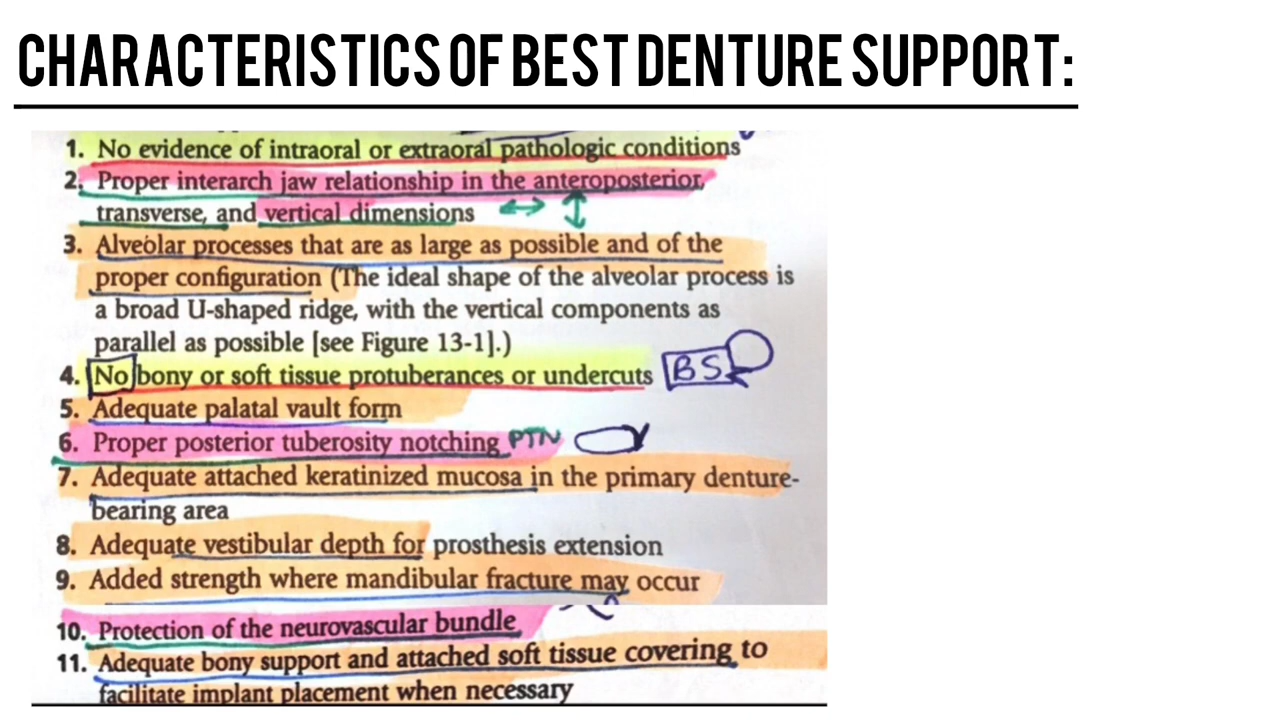 CHARACTERISTICS OF BEST DENTURE SUPPORT:
1. No evidence of intraoral or extraoral pathologic conditions
2. Proper interarch jaw relationship in the anteroposterior,
transverse, and vertical dimensions
3. Alveolar processes that are as large as possible and of the
proper configuration (The ideal shape of the alveolar process is
a broad U-shaped ridge, with the vertical components as
parallel as possible [see Figure 13-1].)
4. No bony or soft tissue protuberances or undercuts BS
5. Adequate palatal vault form
6. Proper posterior tuberosity notching PTN
7. Adequate attached keratinized mucosa in the primary denture-
bearing area
8. Adequate vestibular depth for prosthesis extension
9. Added strength where mandibular fracture may occur
10. Protection of the neurovascular bundle
11. Adequate bony support and attached soft tissue covering to
facilitate implant placement when necessary